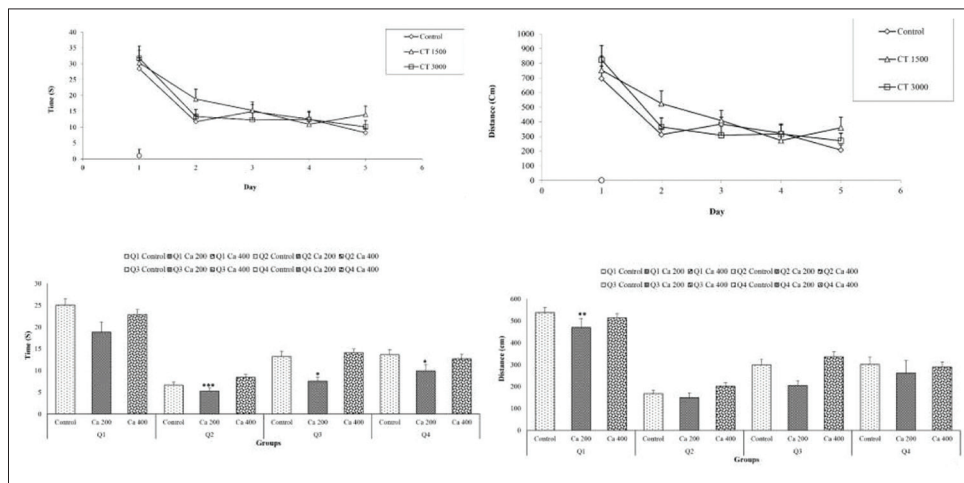 Control
CT 1500
CT 3000
40
35
30
25
20
15
10
5
0
Time (S)
0 1 2 3 4 5 6
Day
Control
CT 1500
CT 3000
1000
900
800
700
600
500
400
300
200
100
0
Distance (Cm)
0 1 2 3 4 5 6
Day
Q1 Control Q1 Ca 200 Q1 Ca 400 Q2 Control Q2 Ca 200 Q2 Ca 400
Q3 Control Q3 Ca 200 Q3 Ca 400 Q4 Control Q4 Ca 200 Q4 Ca 400
30
25
20
15
10
5
0
Time (S)
***
*
*
Control Ca 200 Ca 400 Control Ca 200 Ca 400 Control Ca 200 Ca 400 Control Ca 200 Ca 400
Q1 Q2 Q3 Q4
Groups
Q1 Control Q1 Ca 200 Q1 Ca 400 Q2 Control Q2 Ca 200 Q2 Ca 400
Q3 Control Q3 Ca 200 Q3 Ca 400 Q4 Control Q4 Ca 200 Q4 Ca 400
600
500
400
300
200
100
0
Distance (cm)
**
Control Ca 200 Ca 400 Control Ca 200 Ca 400 Control Ca 200 Ca 400 Control Ca 200 Ca 400
Q1 Q2 Q3 Q4
Groups